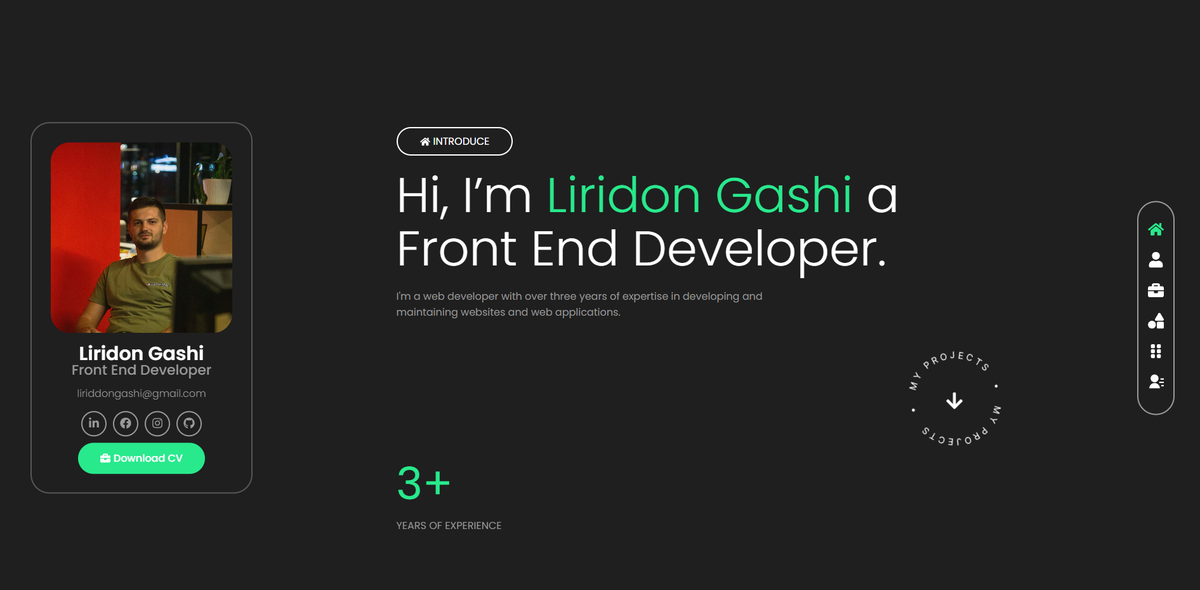 Liridon Gashi
Front End Developer
liriddongashi@gmail.com
Download CV
INTRODUCE
Hi, I’m Liridon Gashi a
Front End Developer.
I'm a web developer with over three years of expertise in developing and
maintaining websites and web applications.
MY PROJECTS • MY PROJECTS •
3+
YEARS OF EXPERIENCE